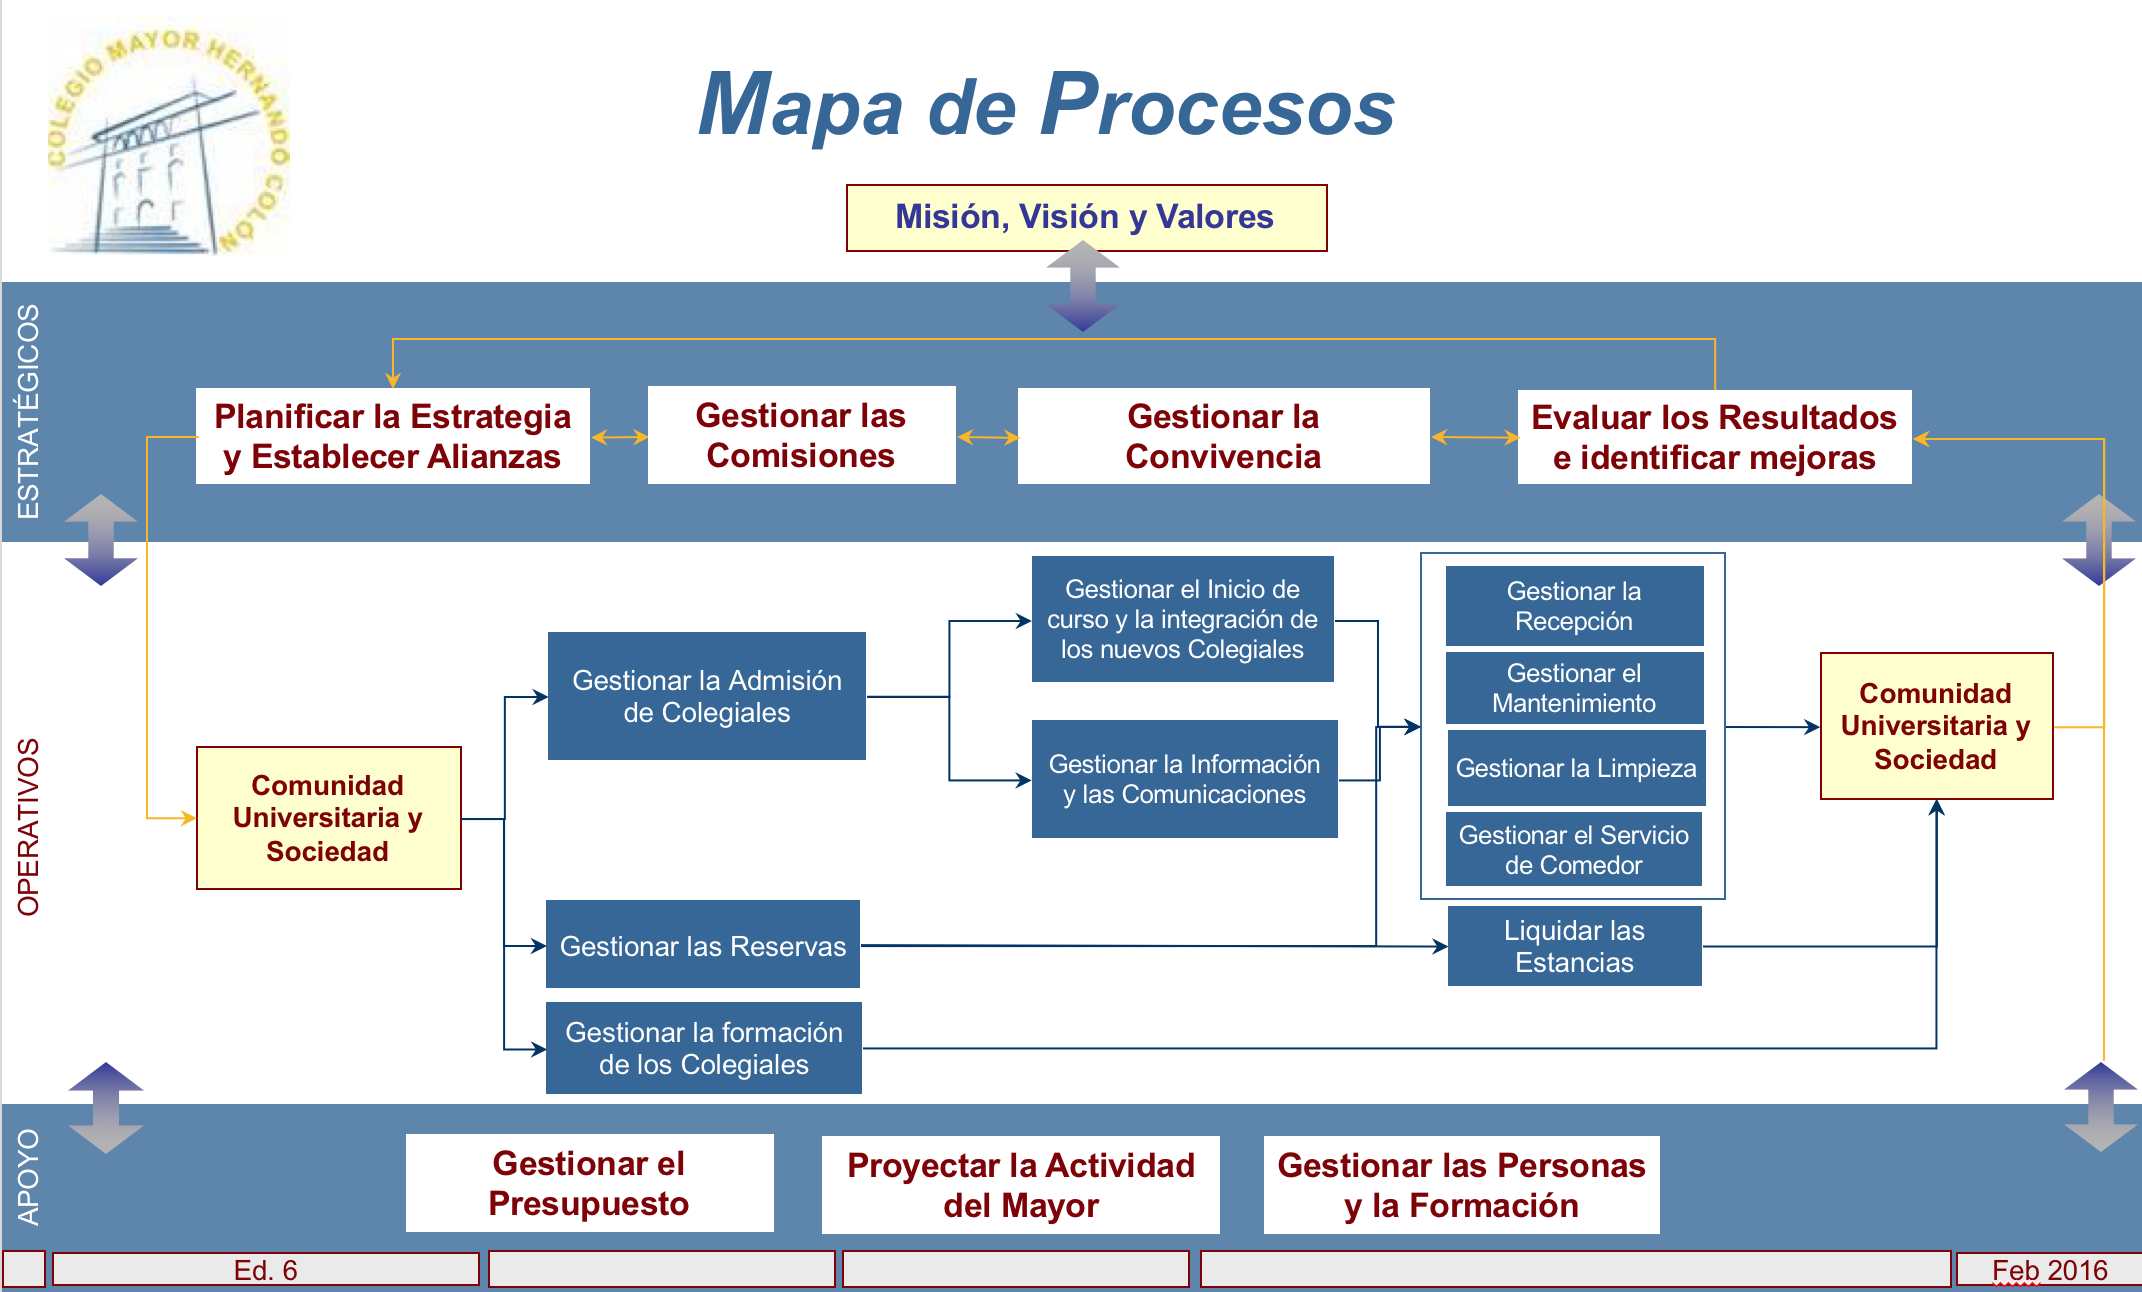 COLEGIO MAYOR HERNANDO COLÓN
Mapa de Procesos
Misión, Visión y Valores
ESTRATÉGICOS
Planificar la Estrategia
y Establecer Alianzas
Gestionar las
Comisiones
Gestionar la
Convivencia
Evaluar los Resultados
e identificar mejoras
OPERATIVOS
Comunidad
Universitaria y
Sociedad
Gestionar la Admisión
de Colegiales
Gestionar las Reservas
Gestionar la formación
de los Colegiales
Gestionar el Inicio de
curso y la integración de
los nuevos Colegiales
Gestionar la Información
y las Comunicaciones
Gestionar la
Recepción
Gestionar el
Mantenimiento
Gestionar la Limpieza
Gestionar el Servicio
de Comedor
Liquidar las
Estancias
Comunidad
Universitaria y
Sociedad
APOYO
Gestionar el
Presupuesto
Proyectar la Actividad
del Mayor
Gestionar las Personas
y la Formación
Ed. 6
Feb 2016